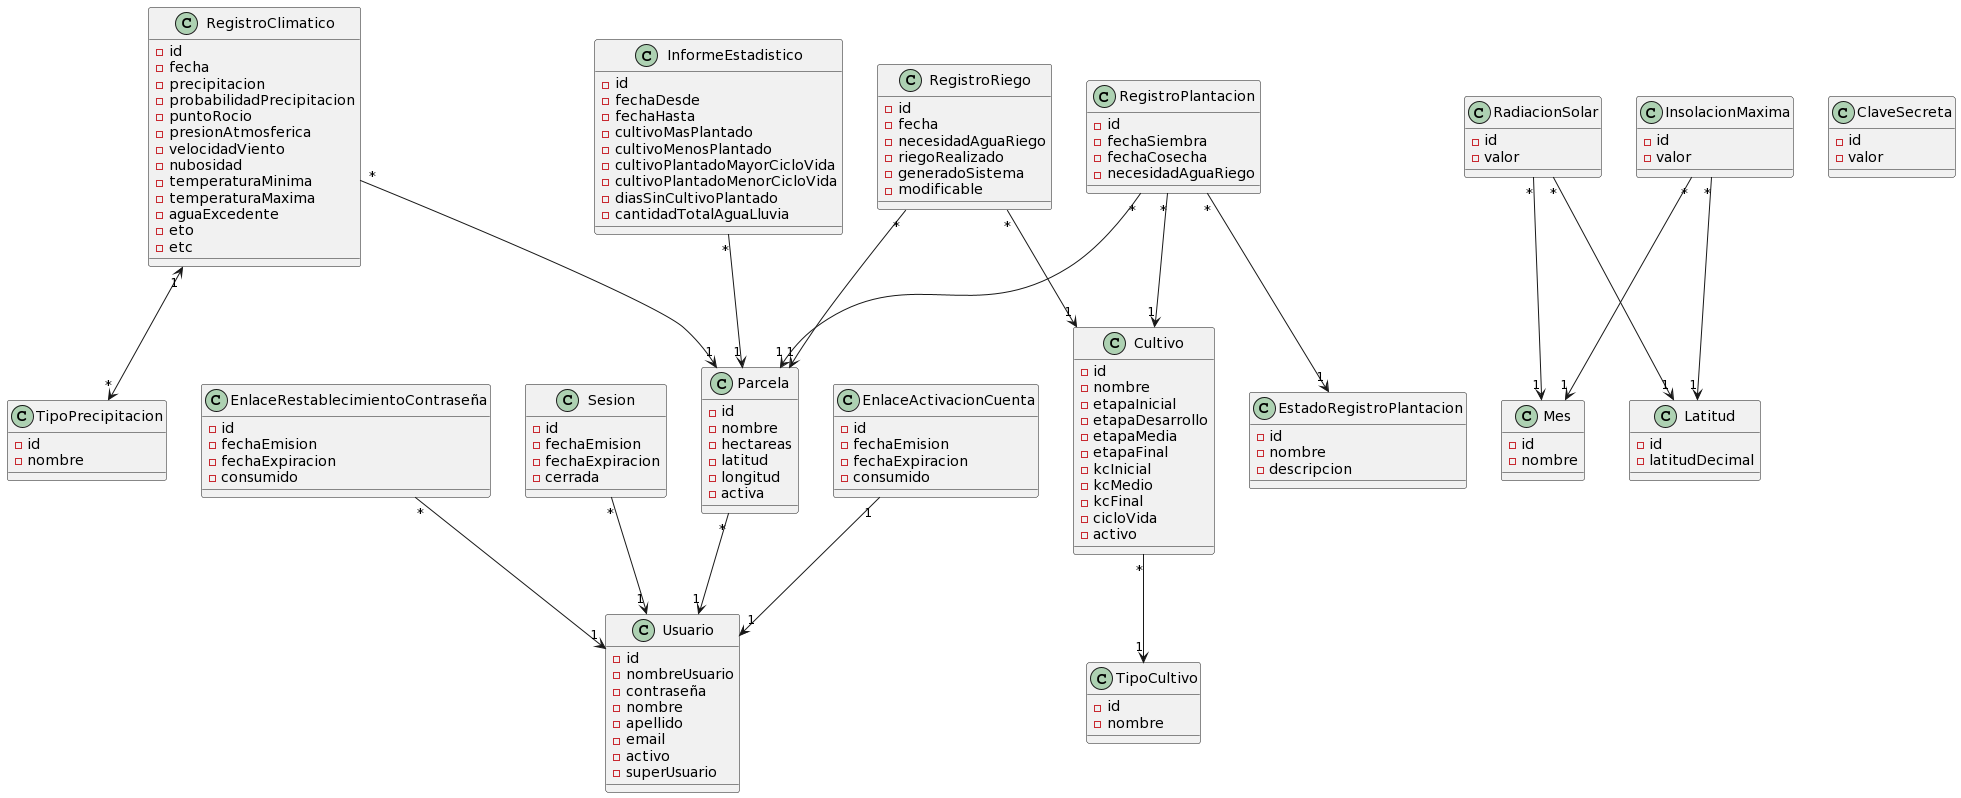 C RegistroClimatico
id
fecha
precipitacion
probabilidadPrecipitacion
puntoRocio
presionAtmosferica
velocidadViento
nubosidad
temperaturaMinima
temperaturaMaxima
aguaExcedente
eto
etc
C InformeEstadistico
id
fechaDesde
fechaHasta
cultivoMasPlantado
cultivoMenosPlantado
cultivoPlantadoMayorCicloVida
cultivoPlantadoMenorCicloVida
diasSinCultivoPlantado
cantidadTotalAguaLluvia
C RegistroRiego
id
fecha
necesidadAguaRiego
riegoRealizado
generadoSistema
modificable
C RegistroPlantacion
id
fechaSiembra
fechaCosecha
necesidadAguaRiego
C RadiacionSolar
id
valor
C InsolacionMaxima
id
valor
C ClaveSecreta
id
valor
*
1
*
*
*
*
*
*
*
*
*
*
*
*
1
1
1
1
1
1
1
1
1
1
1
C TipoPrecipitacion
id
nombre
C EnlaceRestablecimientoContraseña
id
fechaEmision
fechaExpiracion
consumido
C Sesion
id
fechaEmision
fechaExpiracion
cerrada
C Parcela
id
nombre
hectareas
latitud
longitud
activa
C EnlaceActivacionCuenta
id
fechaEmision
fechaExpiracion
consumido
C Cultivo
id
nombre
etapaInicial
etapaDesarrollo
etapaMedia
etapaFinal
kcInicial
kcMedio
kcFinal
cicloVida
activo
C EstadoRegistroPlantacion
id
nombre
descripcion
C Mes
id
nombre
C Latitud
id
latitudDecimal
*
*
*
1
*
1
1
1
1
1
C Usuario
id
nombreUsuario
contraseña
nombre
apellido
email
activo
superUsuario
C TipoCultivo
id
nombre